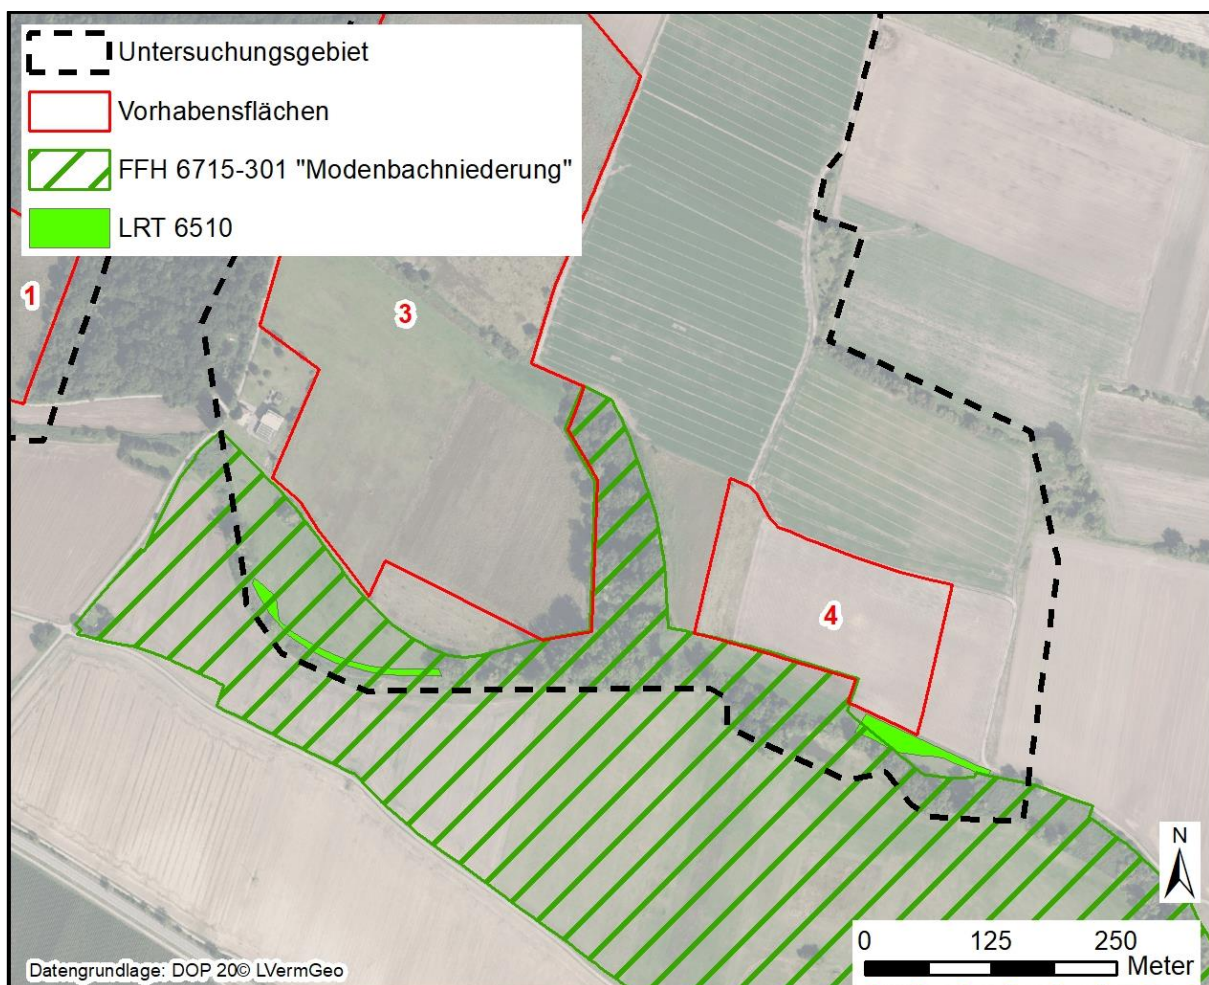 Untersuchungsgebiet
Vorhabensflächen
FFH 6715-301 "Modenbachniederung"
LRT 6510
1
3
4
N
0 125 250
Meter
Datengrundlage: DOP 20© LVermGeo